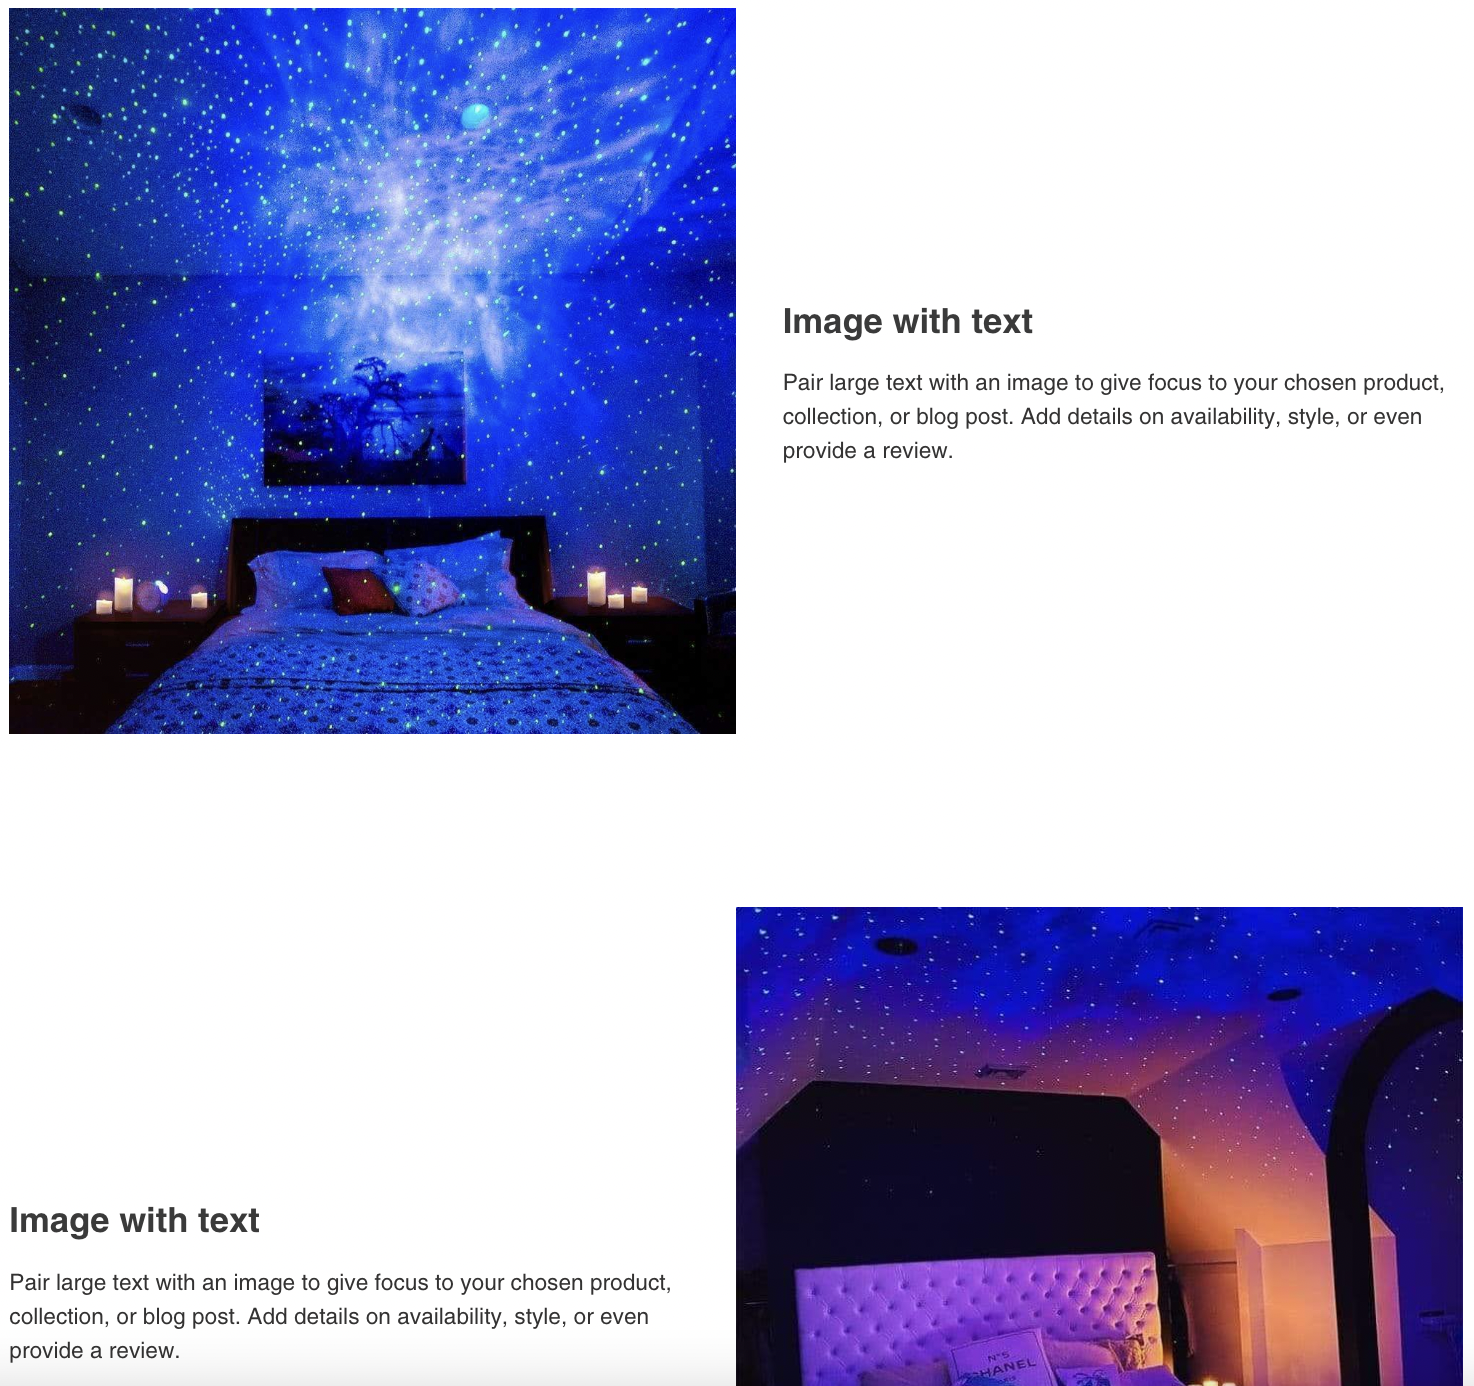 Image with text
Pair large text with an image to give focus to your chosen product,
collection, or blog post. Add details on availability, style, or even
provide a review.
Image with text
Pair large text with an image to give focus to your chosen product,
collection, or blog post. Add details on availability, style, or even
provide a review.
N°5
CHANEL